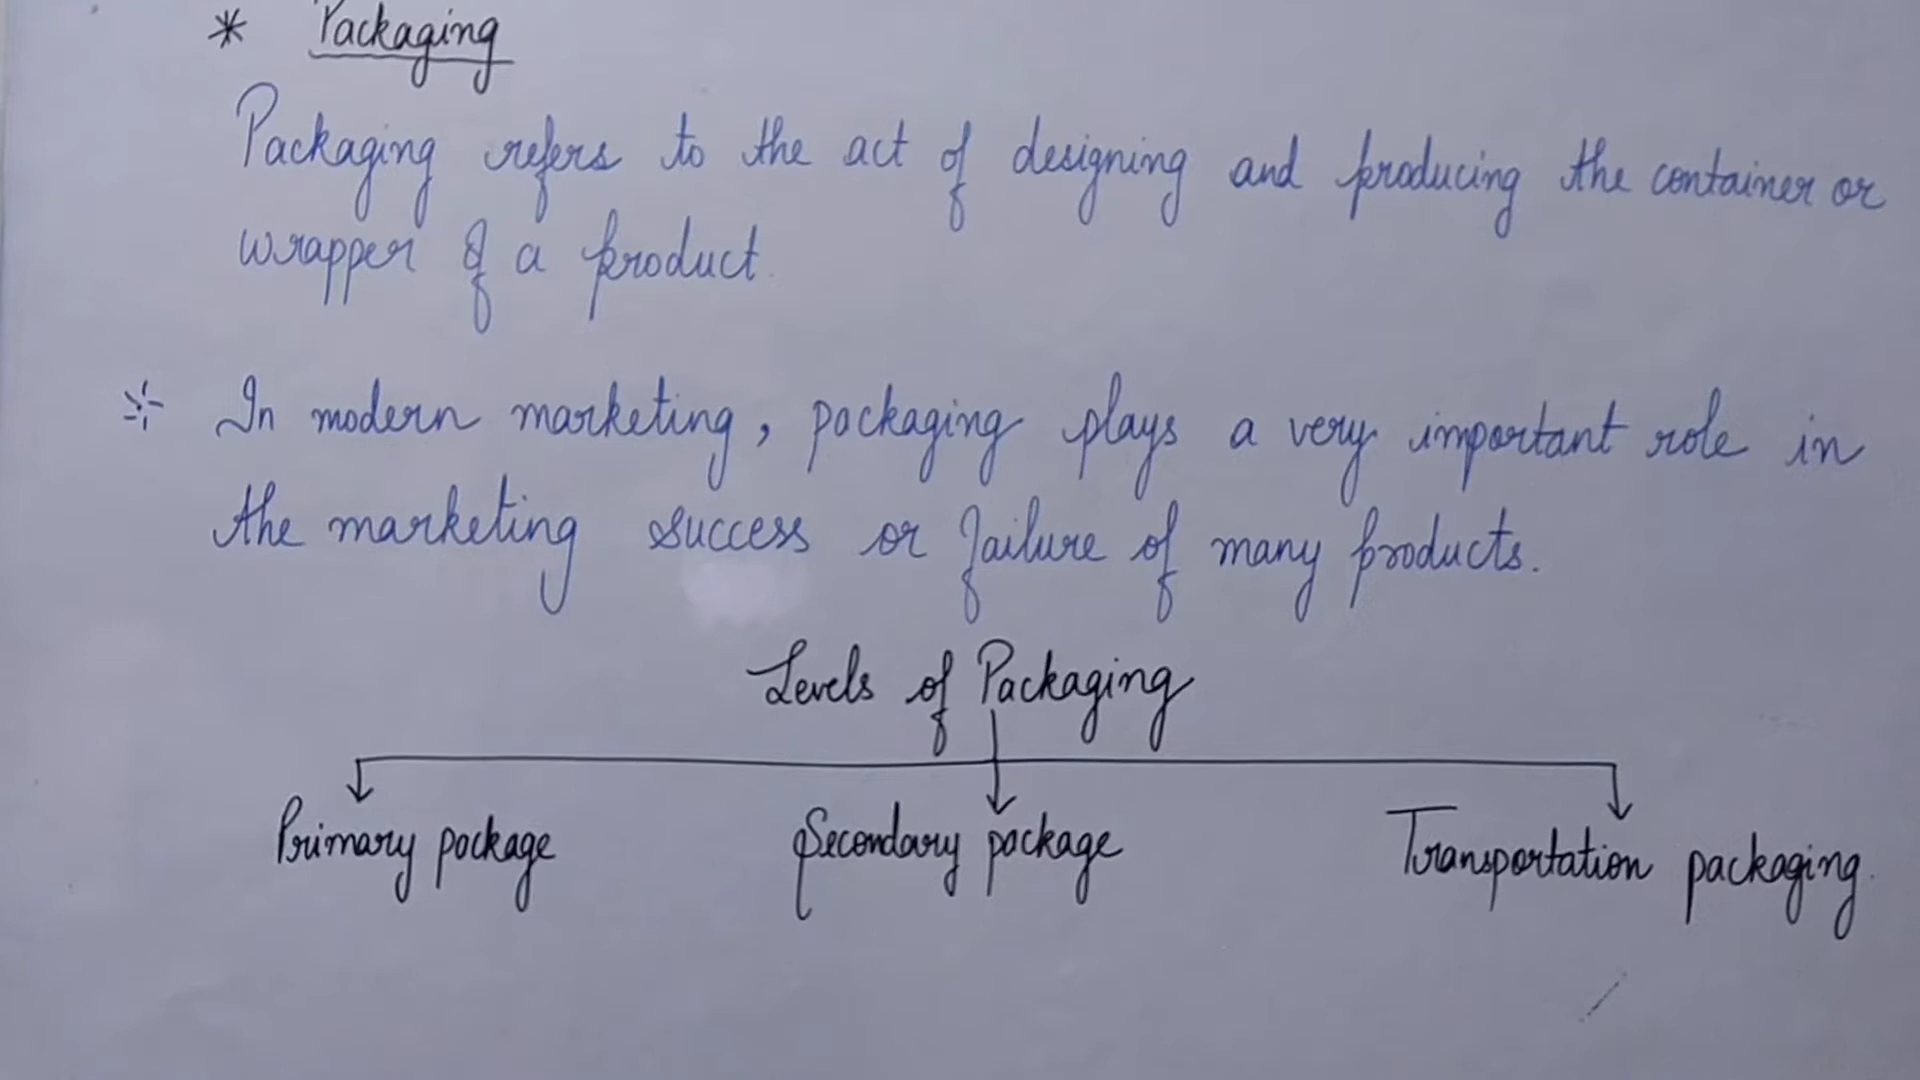 * Packaging
Packaging refers to the act of designing and producing the container or
wrapper of a product.
In modern marketing, packaging plays a very important role in
the marketing success or failure of many products.
Levels of Packaging
Primary package Secondary package Transportation packaging.